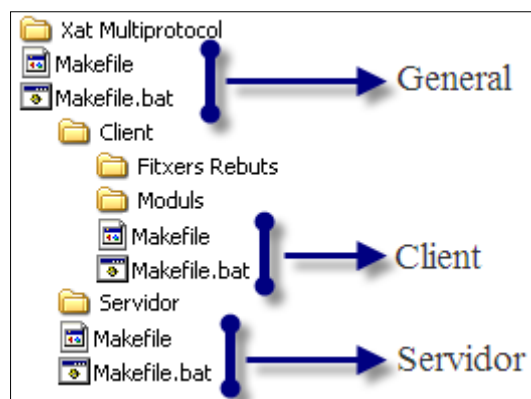 Xat Multiprotocol
Makefile
Makefile.bat
General
Client
Fitxers Rebuts
Moduls
Makefile
Makefile.bat
Client
Servidor
Makefile
Makefile.bat
Servidor